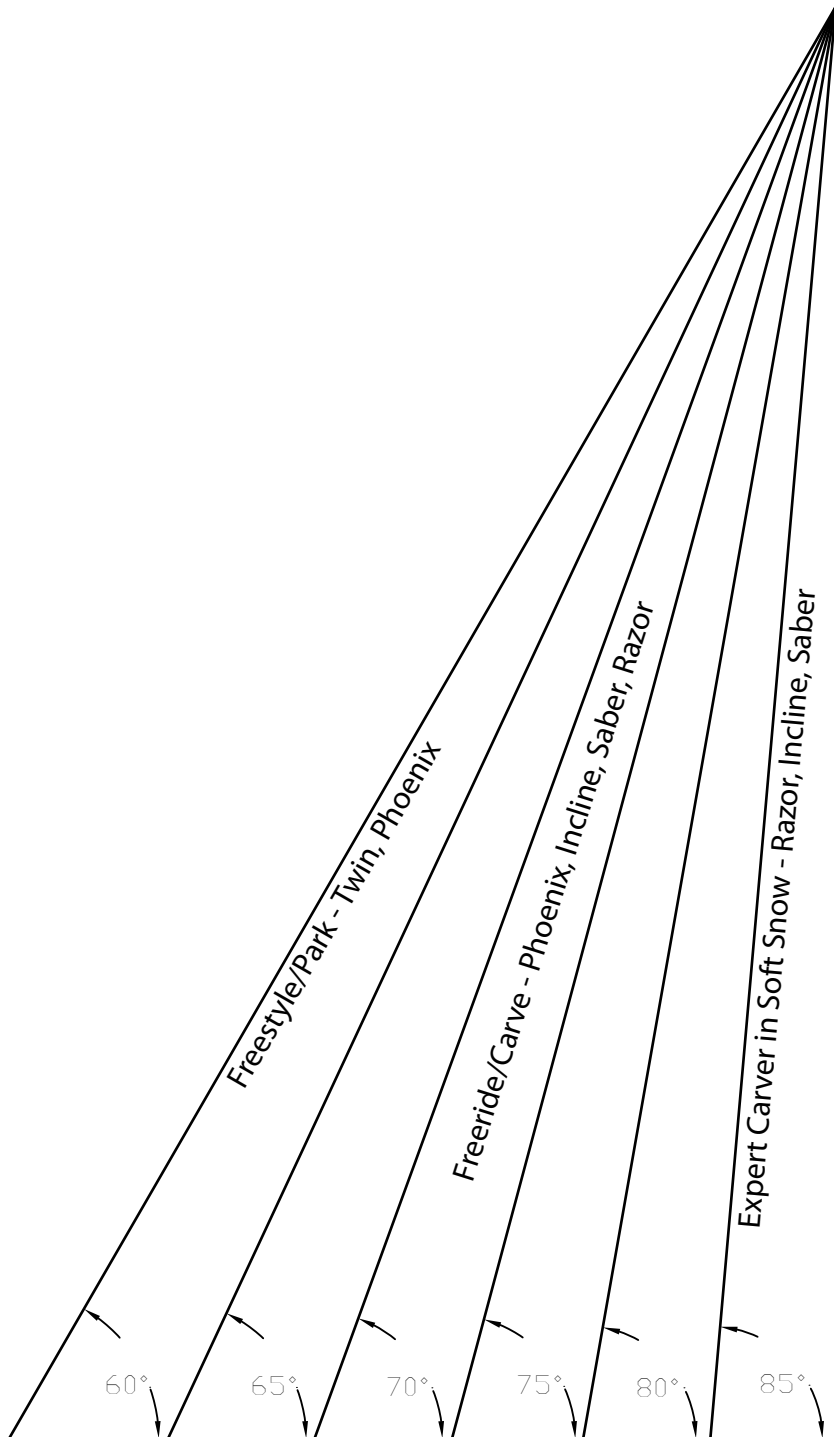 Freestyle/Park - Twin, Phoenix
Freeride/Carve - Phoenix, Incline, Saber, Razor
Expert Carver in Soft Snow - Razor, Incline, Saber
60°
65°
70°
75°
80°
85°